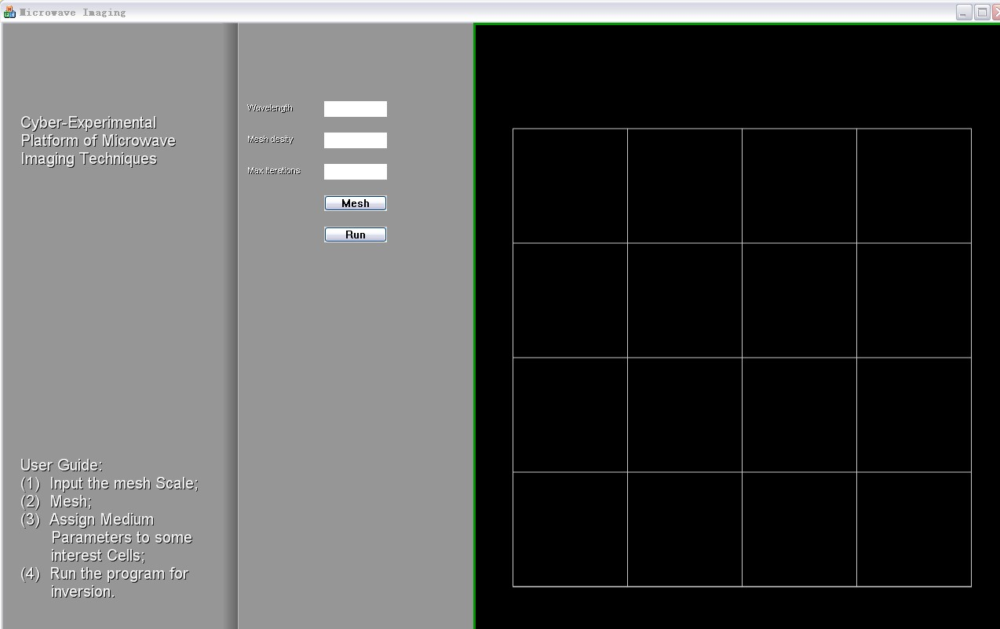 Microwave Imaging
Cyber-Experimental
Platform of Microwave
Imaging Techniques
Wavelength
Mesh desity
Max iterations
Mesh
Run
User Guide:
(1) Input the mesh Scale;
(2) Mesh;
(3) Assign Medium
Parameters to some
interest Cells;
(4) Run the program for
inversion.